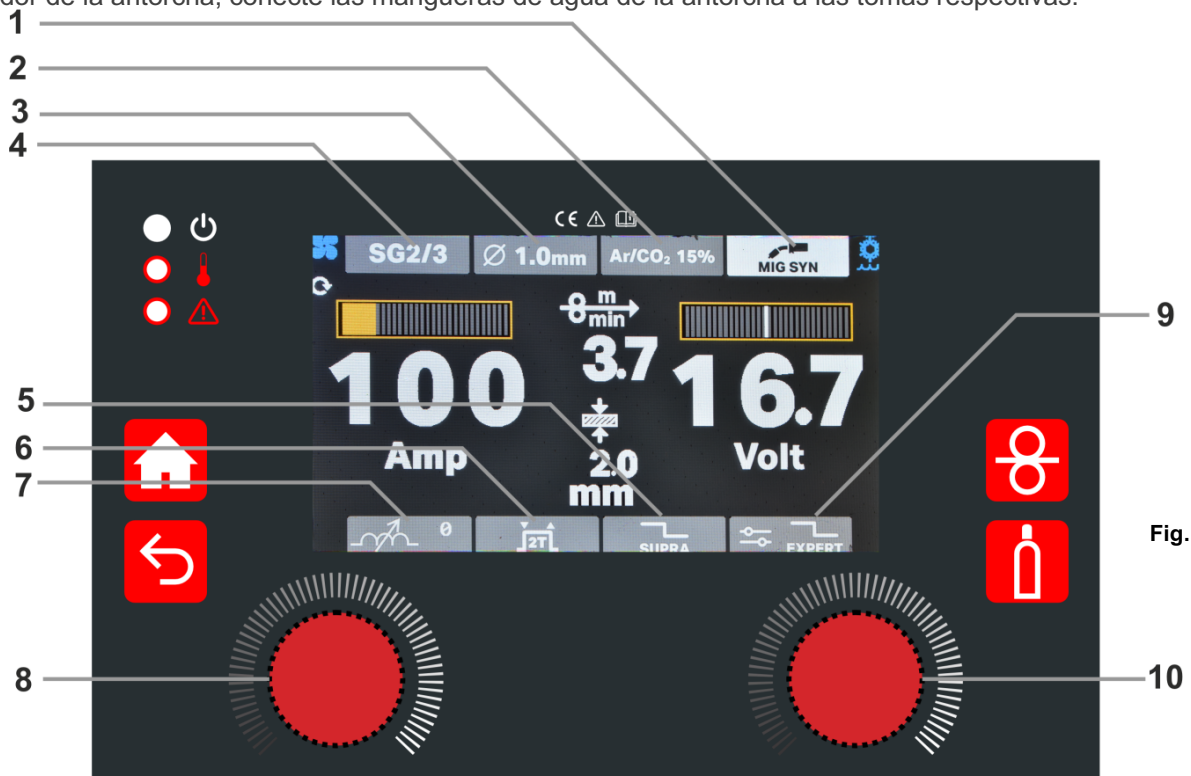 dor de la antorcha, conecte las mangueras de agua de la antorcha a las tomas respectivas.
1
2
3
4
CE
SG2/3
Ø 1.0mm
Ar/CO₂ 15%
MIG SYN
m
min
3.7
100
16.7
Amp
Volt
2.0
mm
5
6
7
9
0
2T
SUPRA
EXPERT
Fig.
8
10